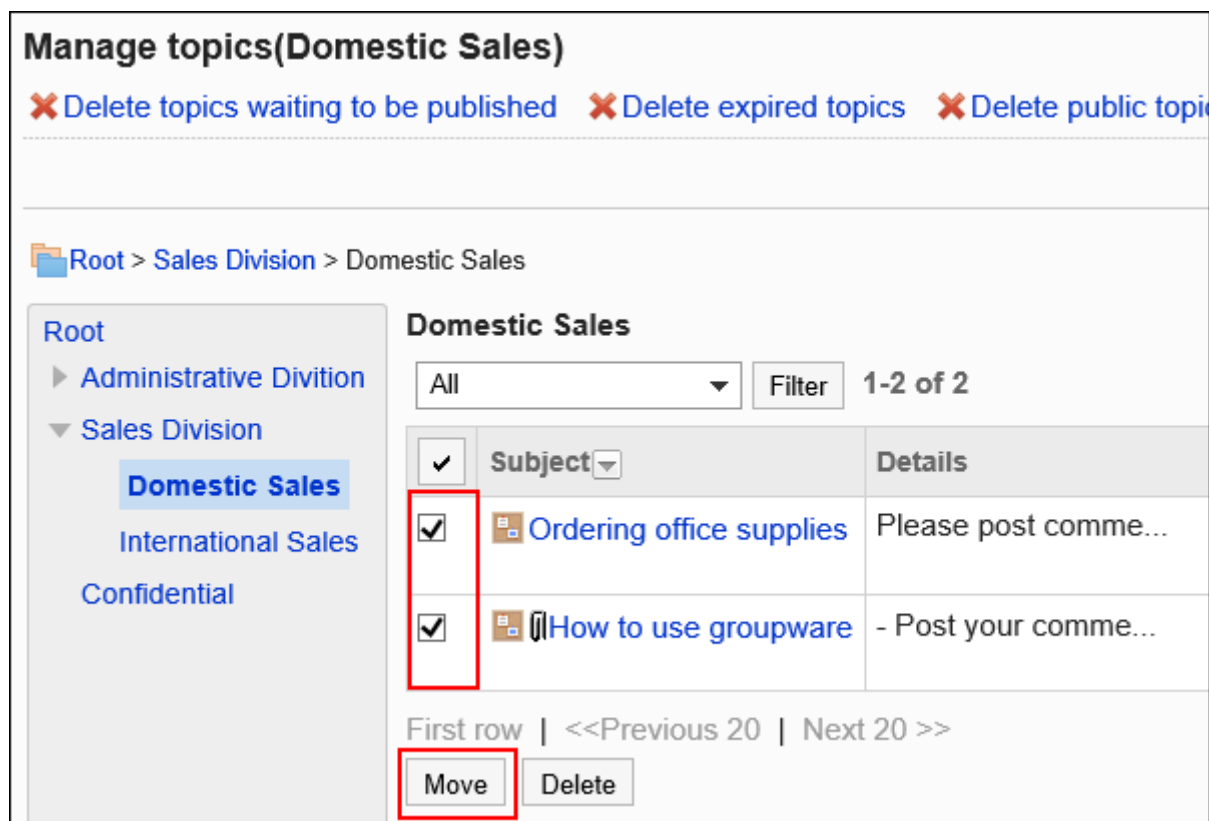 Manage topics(Domestic Sales)
Delete topics waiting to be published Delete expired topics Delete public topic
Root > Sales Division > Domestic Sales
Root
Administrative Divition
Sales Division
Domestic Sales
International Sales
Confidential
Domestic Sales
All Filter 1-2 of 2
Subject Details
Ordering office supplies Please post comme...
How to use groupware - Post your comme...
First row | <<Previous 20 | Next 20 >>
Move Delete